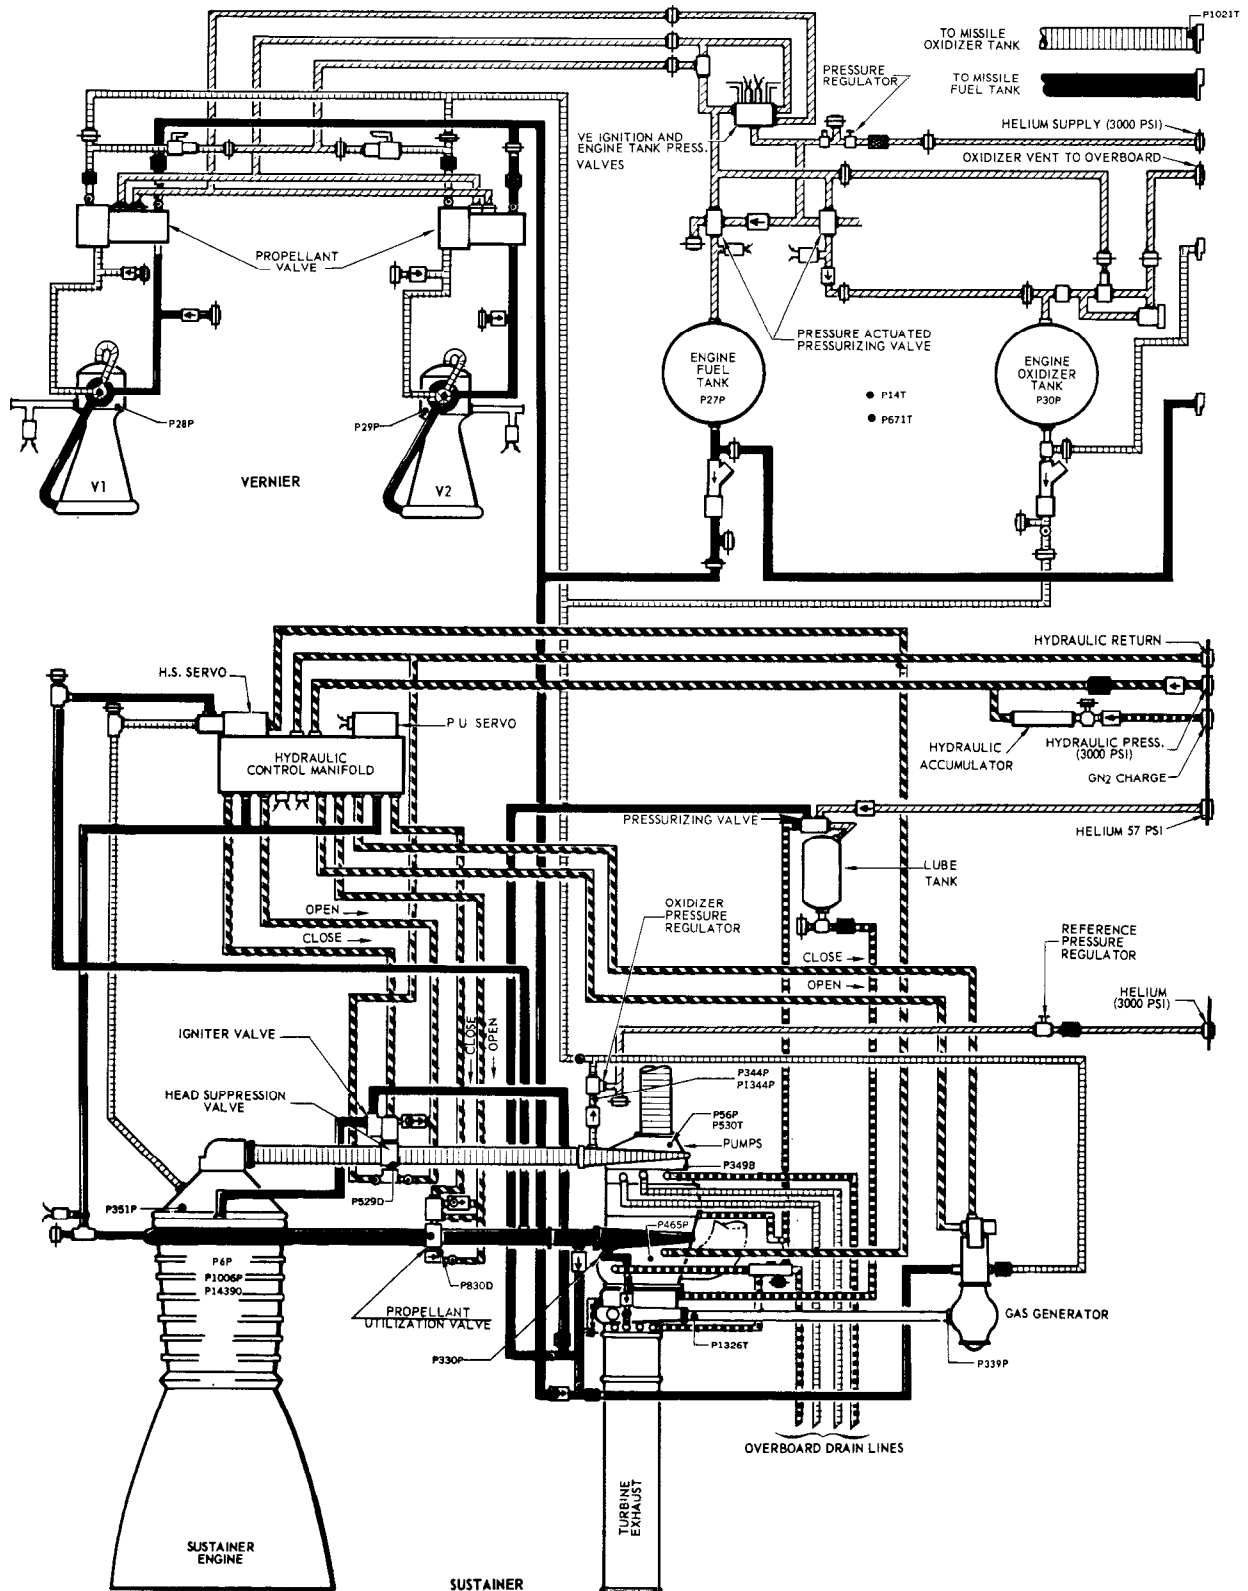 P1021T
TO MISSILE
OXIDIZER TANK
TO MISSILE
FUEL TANK
PRESSURE
REGULATOR
HELIUM SUPPLY (3000 PSI)
VE IGNITION AND
ENGINE TANK PRESS.
VALVES
OXIDIZER VENT TO OVERBOARD
PROPELLANT
VALVE
PRESSURE ACTUATED
PRESSURIZING VALVE
ENGINE
FUEL
TANK
P27P
ENGINE
OXIDIZER
TANK
P30P
P14T
P671T
P28P
P29P
V1
VERNIER
V2
HYDRAULIC RETURN
H.S. SERVO
P U SERVO
HYDRAULIC
CONTROL MANIFOLD
HYDRAULIC
ACCUMULATOR
HYDRAULIC PRESS.
(3000 PSI)
GN2 CHARGE
PRESSURIZING VALVE
HELIUM 57 PSI
LUBE
TANK
OXIDIZER
PRESSURE
REGULATOR
OPEN
CLOSE
CLOSE
OPEN
REFERENCE
PRESSURE
REGULATOR
HELIUM
(3000 PSI)
IGNITER VALVE
CLOSE
OPEN
HEAD SUPPRESSION
VALVE
P344P
P1344P
P56P
P530T
PUMPS
P349B
P529D
P351P
P465P
P6P
P1006P
P1439O
P830D
PROPELLANT
UTILIZATION VALVE
GAS GENERATOR
P330P
P1326T
P339P
OVERBOARD DRAIN LINES
TURBINE
EXHAUST
SUSTAINER
ENGINE
SUSTAINER